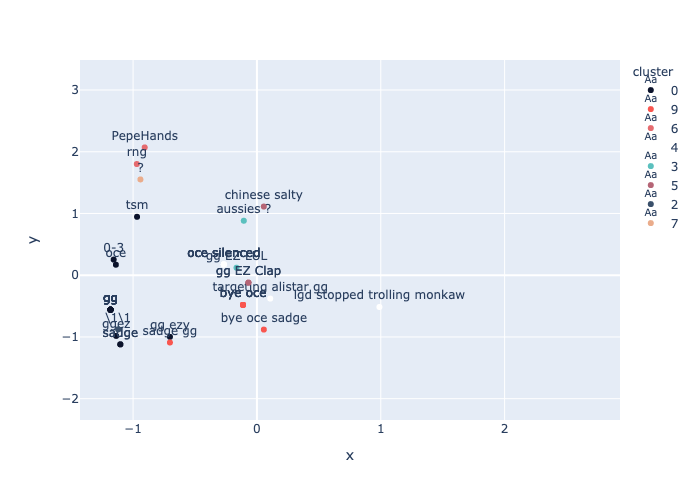 cluster
Aa 0
Aa 9
Aa 6
Aa 4
Aa 3
Aa 5
Aa 2
Aa 7
3
2
1
0
−1
−2
y
PepeHands
rng
?
tsm
chinese salty
aussies ?
0-3
oce
oce silenced
gg EZ LUL
gg EZ Clap
targeting alistar gg
bye oce
igd stopped trolling monkaw
gg
\1\1
ggez
gg ezy
bye oce sadge
sadge
sadge gg
−1
0
1
2
x